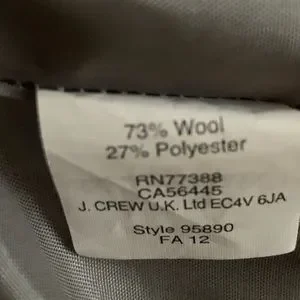 73% Wool
27% Polyester
RN77388
CA56445
J. CREW U.K. Ltd EC4V 6JA
Style 95890
FA 12